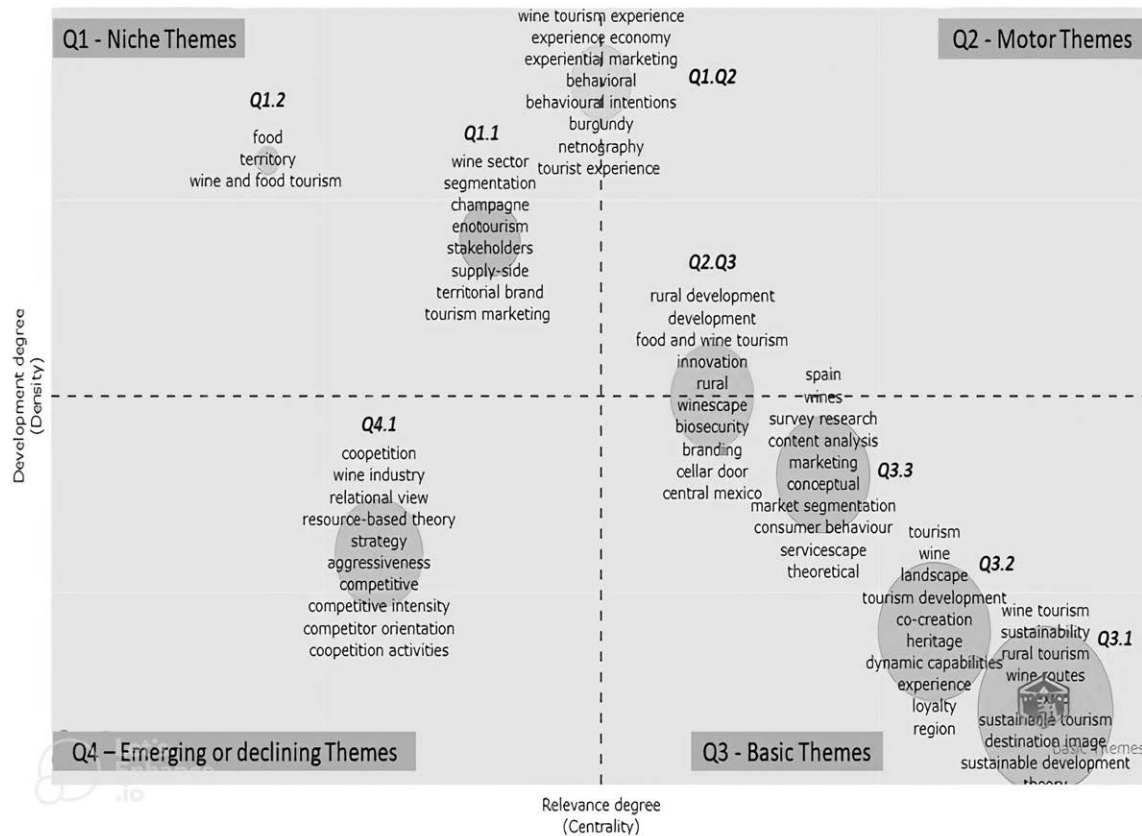 Q1 - Niche Themes
Q2 - Motor Themes
wine tourism experience
experience economy
experiential marketing
behavioral
behavioural intentions
burgundy
netnography
tourist experience
Q1.Q2
Q1.2
food
territory
wine and food tourism
Q1.1
wine sector
segmentation
champagne
enotourism
stakeholders
supply-side
territorial brand
tourism marketing
Q2.Q3
rural development
development
food and wine tourism
innovation
rural
winescape
biosecurity
branding
cellar door
central mexico
Development degree
(Density)
Q4.1
coopetition
wine industry
relational view
resource-based theory
strategy
aggressiveness
competitive
competitive intensity
competitor orientation
coopetition activities
spain
wines
survey research
content analysis
marketing
conceptual
market segmentation
consumer behaviour
servicescape
theoretical
Q3.3
tourism
wine
landscape
tourism development
co-creation
heritage
dynamic capabilities
experience
loyalty
region
Q3.2
wine tourism
sustainability
rural tourism
wine routes
sustainable tourism
destination image
sustainable development
theory
Q3.1
Basic Themes
Q4 – Emerging or declining Themes
Q3 - Basic Themes
.io
Relevance degree
(Centrality)